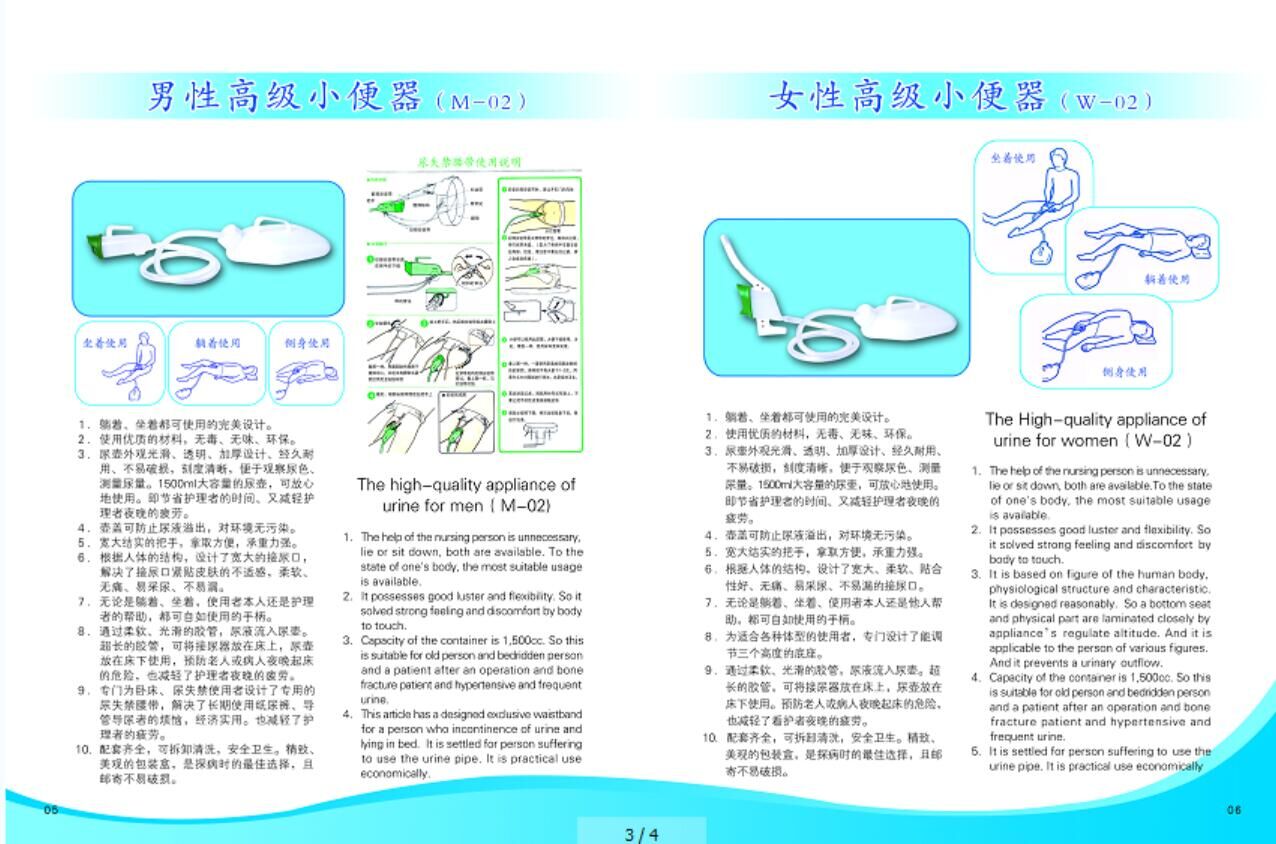 男性高级小便器（M-02）
尿失禁腰带使用说明
坐着使用
躺着使用
侧身使用
1. 躺着、坐着都可使用的完美设计。
2. 使用优质的材料，无毒、无味、环保。
3. 尿壶外观光滑、透明、加厚设计、经久耐
用、不易破损，刻度清晰，便于观察尿色、
测量尿量。1500ml大容量的尿壶，可放心
地使用。即节省护理者的时间、又减轻护
理者夜晚的疲劳。
4. 壶盖可防止尿液溢出，对环境无污染。
5. 宽大结实的把手，拿取方便，承重力强。
6. 根据人体的结构，设计了宽大的接尿口，
解决了接尿口紧贴皮肤的不适感，柔软、
无痛、易采尿、不易漏。
7. 无论是躺着、坐着，使用者本人还是护理
者的帮助，都可自如使用的手柄。
8. 通过柔软、光滑的胶管，尿液流入尿壶。
超长的胶管，可将接尿器放在床上，尿壶
放在床下使用，预防老人或病人夜晚起床
的危险，也减轻了护理者夜晚的疲劳。
9. 专门为卧床、尿失禁使用者设计了专用的
尿失禁腰带，解决了长期使用纸尿裤、导
管导尿者的烦恼，经济实用。也减轻了护
理者的疲劳。
10. 配套齐全，可拆卸清洗，安全卫生。精致、
美观的包装盒，是探病时的最佳选择，且
邮寄不易破损。
The high-quality appliance of
urine for men (M-02)
1. The help of the nursing person is unnecessary,
lie or sit down, both are available. To the
state of one's body, the most suitable usage
is available.
2. It possesses good luster and flexibility. So it
solved strong feeling and discomfort by body
to touch.
3. Capacity of the container is 1,500cc. So this
is suitable for old person and bedridden person
and a patient after an operation and bone
fracture patient and hypertensive and frequent
urine.
4. This article has a designed exclusive waistband
for a person who incontinence of urine and
lying in bed. It is settled for person suffering
to use the urine pipe. It is practical use
economically.
05
女性高级小便器（W-02）
坐着使用
躺着使用
侧身使用
1. 躺着、坐着都可使用的完美设计。
2. 使用优质的材料，无毒、无味、环保。
3. 尿壶外观光滑、透明、加厚设计、经久耐用、
不易破损，刻度清晰，便于观察尿色、测量
尿量。1500ml大容量的尿壶，可放心地使用。
即节省护理者的时间、又减轻护理者夜晚的
疲劳。
4. 壶盖可防止尿液溢出，对环境无污染。
5. 宽大结实的把手，拿取方便，承重力强。
6. 根据人体的结构，设计了宽大、柔软、贴合
性好、无痛、易采尿、不易漏的接尿口。
7. 无论是躺着、坐着、使用者本人还是他人帮
助，都可自如使用的手柄。
8. 为适合各种体型的使用者，专门设计了能调
节三个高度的底座。
9. 通过柔软、光滑的胶管，尿液流入尿壶。超
长的胶管，可将接尿器放在床上，尿壶放在
床下使用。预防老人或病人夜晚起床的危险，
也减轻了看护者夜晚的疲劳。
10. 配套齐全，可拆卸清洗，安全卫生。精致、
美观的包装盒，是探病时的最佳选择，且邮
寄不易破损。
The High-quality appliance of
urine for women (W-02)
1. The help of the nursing person is unnecessary,
lie or sit down, both are available.To the state
of one's body, the most suitable usage
is available.
2. It possesses good luster and flexibility. So
it solved strong feeling and discomfort by
body to touch.
3. It is based on figure of the human body,
physiological structure and characteristic.
It is designed reasonably. So a bottom seat
and physical part are laminated closely by
appliance's regulate altitude. And it is
applicable to the person of various figures.
And it prevents a urinary outflow.
4. Capacity of the container is 1,500cc. So this
is suitable for old person and bedridden person
and a patient after an operation and bone
fracture patient and hypertensive and
frequent urine.
5. It is settled for person suffering to use the
urine pipe. It is practical use economically
06
3 / 4